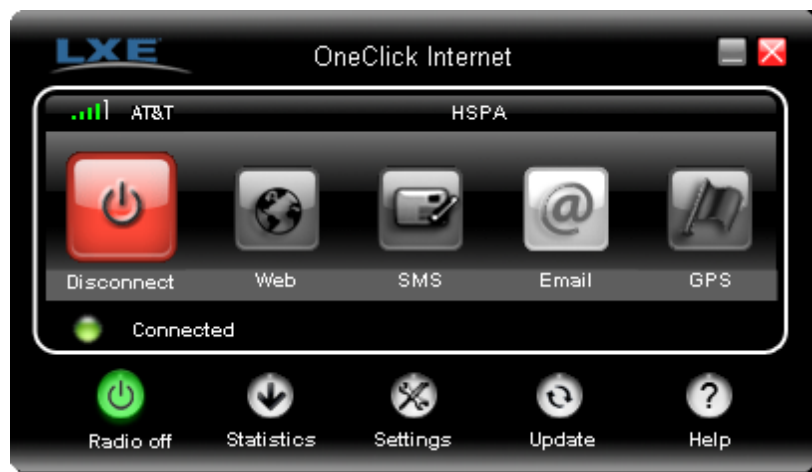 LXE
OneClick Internet
AT&T
HSPA
Disconnect
Web
SMS
Email
GPS
Connected
Radio off
Statistics
Settings
Update
Help